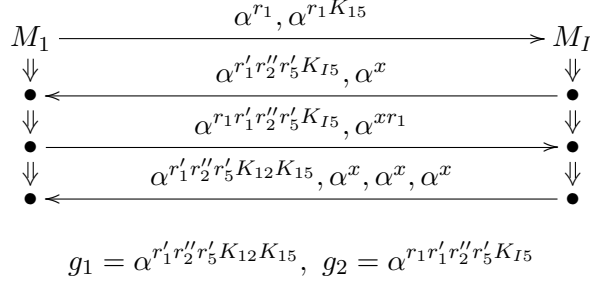 α^{r_1}, α^{r_1 K_{15}}
M_1 M_I
α^{r'_1 r''_2 r'_5 K_{I5}}, α^x
α^{r_1 r'_1 r''_2 r'_5 K_{I5}}, α^{x r_1}
α^{r'_1 r''_2 r'_5 K_{12} K_{15}}, α^x, α^x, α^x
g_1 = α^{r'_1 r''_2 r'_5 K_{12} K_{15}}, g_2 = α^{r_1 r'_1 r''_2 r'_5 K_{I5}}